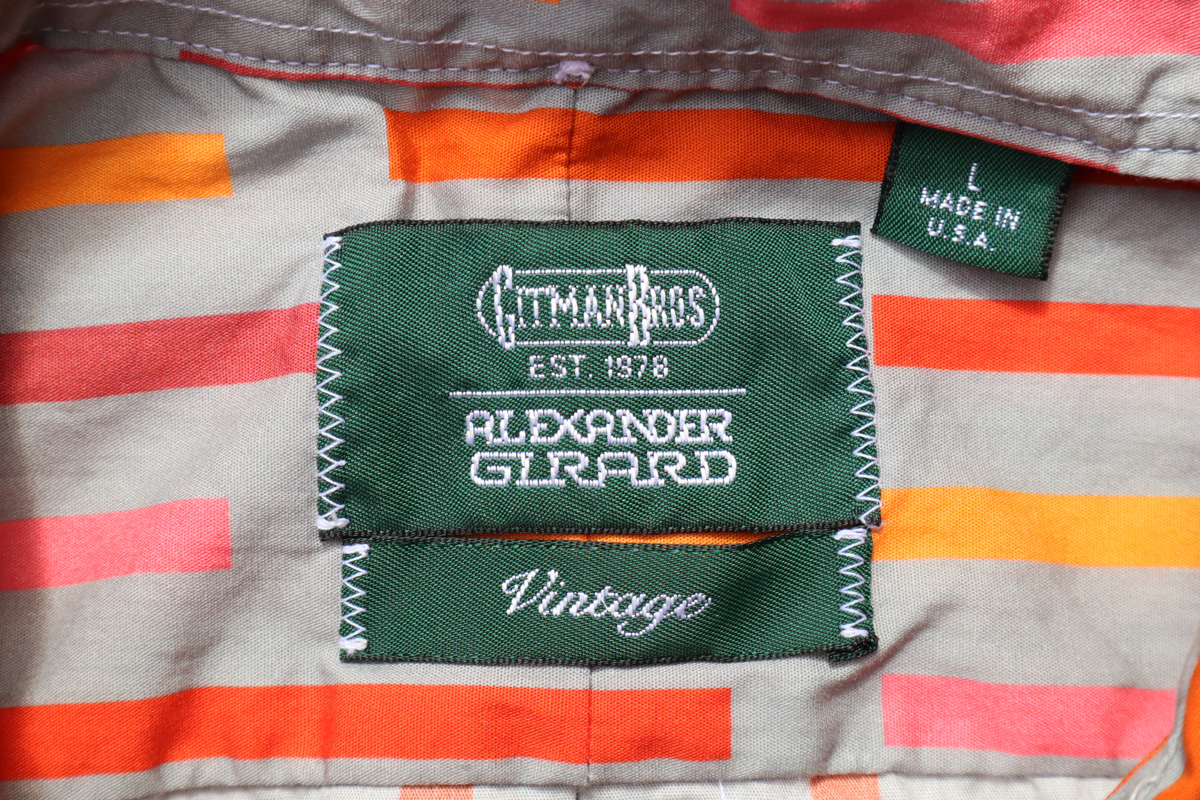 L
MADE IN
U.S.A.
GITMAN BROS
EST. 1978
ALEXANDER
GIRARD
Vintage